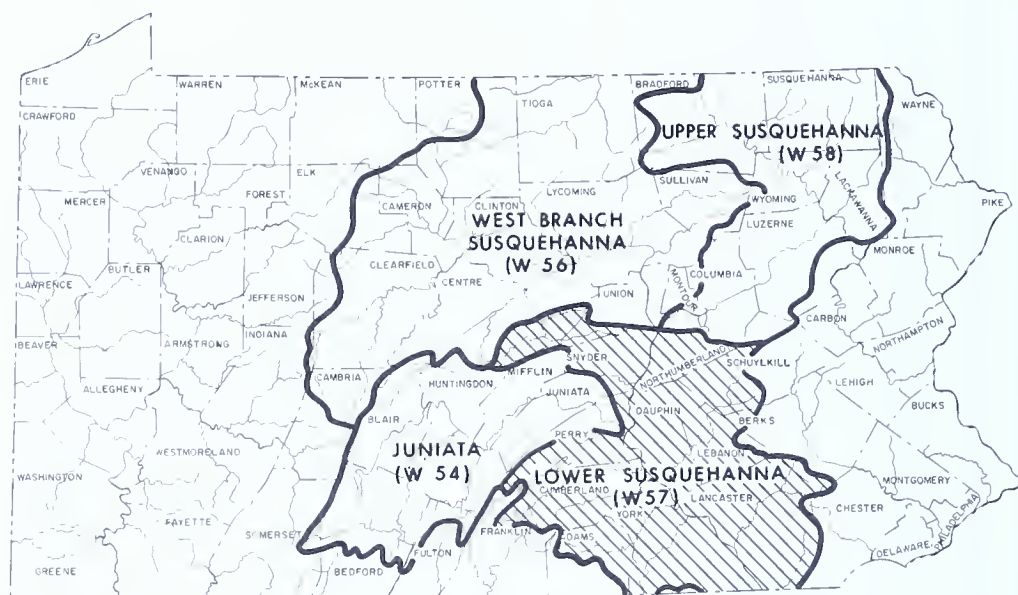 ERIE
WARREN
McKEAN
POTTER
BRADFORD
SUSQUEHANNA
CRAWFORD
TIOGA
WAYNE
UPPER SUSQUEHANNA
(W 58)
VENANGO
ELK
SULLIVAN
MERCER
FOREST
CAMERON
CLINTON
LYCOMING
WYOMING
LACKAWANNA
PIKE
WEST BRANCH
SUSQUEHANNA
(W 56)
LUZERNE
CLARION
MONROE
BUTLER
CLEARFIELD
COLUMBIA
LAWRENCE
CENTRE
JEFFERSON
UNION
MONTOUR
CARBON
BEAVER
ARMSTRONG
INDIANA
NORTHAMPTON
SNYDER
SCHUYLKILL
CAMBRIA
MIFFLIN
NORTHUMBERLAND
ALLEGHENY
HUNTINGDON
LEHIGH
JUNIATA
BUCKS
BLAIR
DAUPHIN
BERKS
PERRY
WESTMORELAND
JUNIATA
(W 54)
LEBANON
WASHINGTON
LOWER SUSQUEHANNA
(W57)
MONTGOMERY
CUMBERLAND
LANCASTER
CHESTER
YORK
PHILADELPHIA
FAYETTE
SOMERSET
FRANKLIN
ADAMS
FULTON
DELAWARE
GREENE
BEDFORD